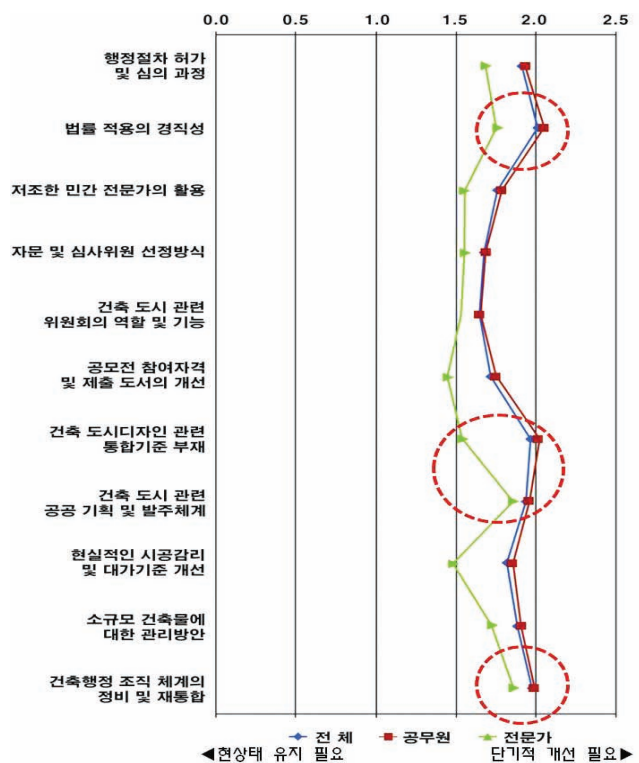 0.0 0.5 1.0 1.5 2.0 2.5
행정절차 허가
및 심의 과정
법률 적용의 경직성
저조한 민간 전문가의 활용
자문 및 심사위원 선정방식
건축 도시 관련
위원회의 역할 및 기능
공모전 참여자격
및 제출 도서의 개선
건축 도시디자인 관련
통합기준 부재
건축 도시 관련
공공 기획 및 발주체계
현실적인 시공감리
및 대가기준 개선
소규모 건축물에
대한 관리방안
건축행정 조직 체계의
정비 및 재통합
전 체 공무원 전문가
◀현상태 유지 필요 단기적 개선 필요▶